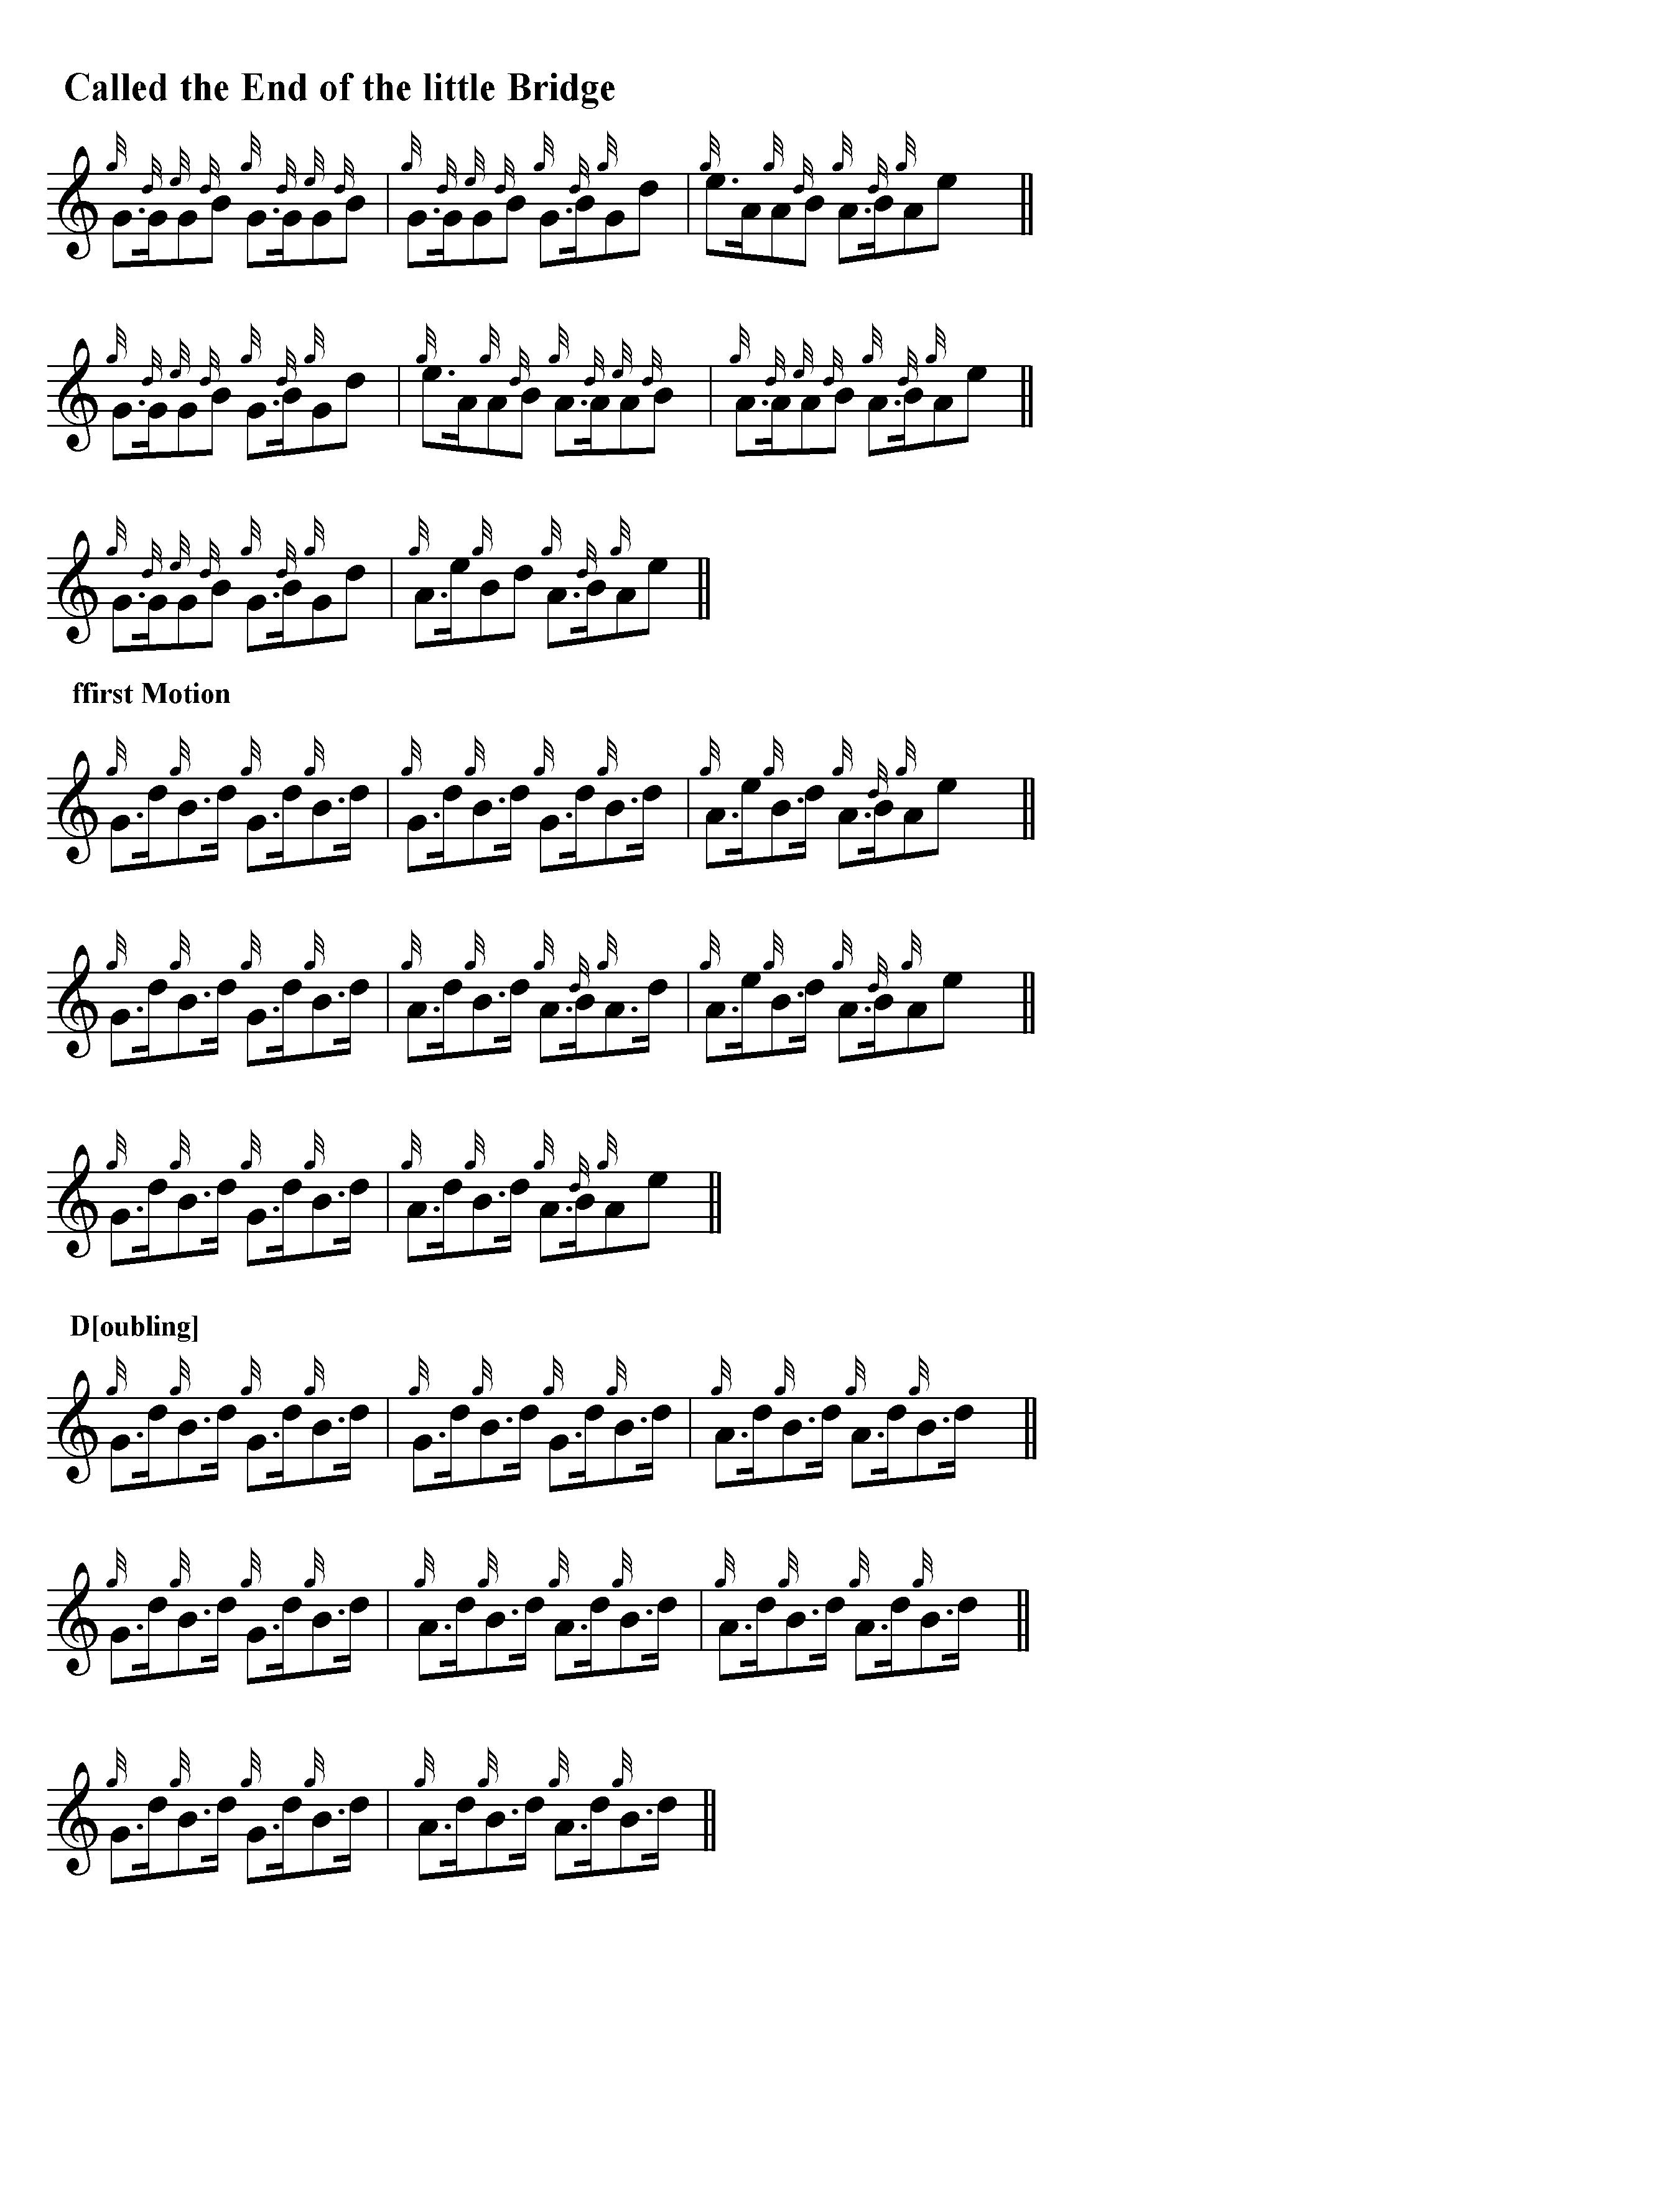 Called the End of the little Bridge
ffirst Motion
D[oubling]